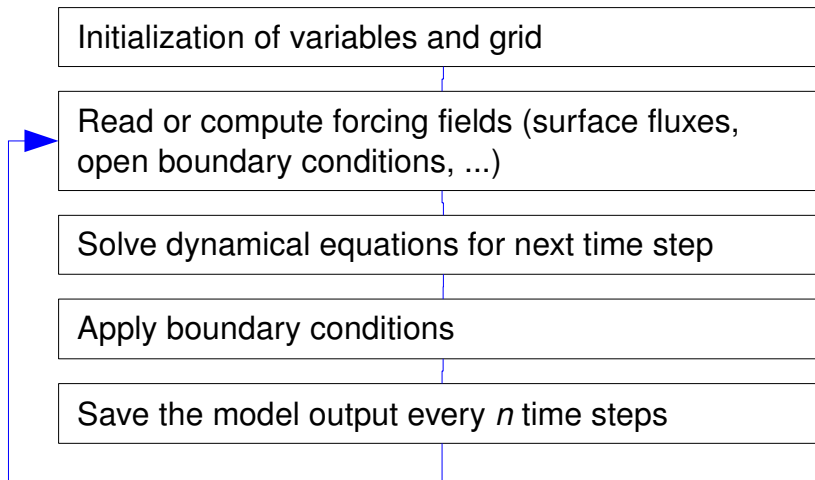 Initialization of variables and grid
Read or compute forcing fields (surface fluxes,
open boundary conditions, ...)
Solve dynamical equations for next time step
Apply boundary conditions
Save the model output every n time steps